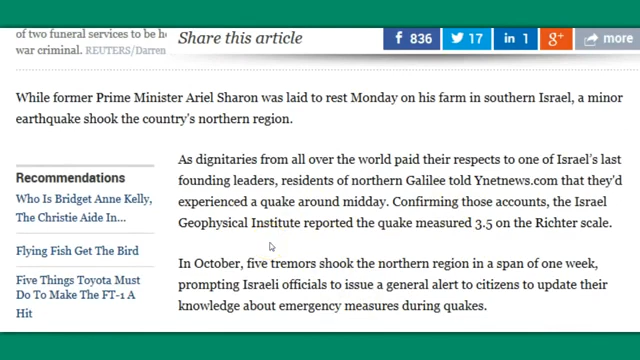 of two funeral services to be he
war criminal. REUTERS/Darren
Share this article
836
17
1
more
While former Prime Minister Ariel Sharon was laid to rest Monday on his farm in southern Israel, a minor
earthquake shook the country's northern region.
Recommendations
Who Is Bridget Anne Kelly,
The Christie Aide In...
Flying Fish Get The Bird
Five Things Toyota Must
Do To Make The FT-1 A
Hit
As dignitaries from all over the world paid their respects to one of Israel's last
founding leaders, residents of northern Galilee told Ynetnews.com that they'd
experienced a quake around midday. Confirming those accounts, the Israel
Geophysical Institute reported the quake measured 3.5 on the Richter scale.
In October, five tremors shook the northern region in a span of one week,
prompting Israeli officials to issue a general alert to citizens to update their
knowledge about emergency measures during quakes.